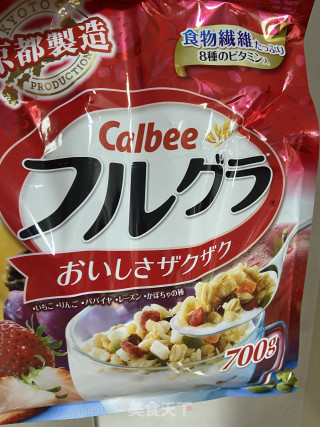 KYOTO
京都製造
PRODUCTION
食物繊維たっぷり
8種のビタミン入
Calbee
フルグラ
®
おいしさザクザク
・いちご・りんご・パパイヤ・レーズン・かぼちゃの種
700g
美食天下